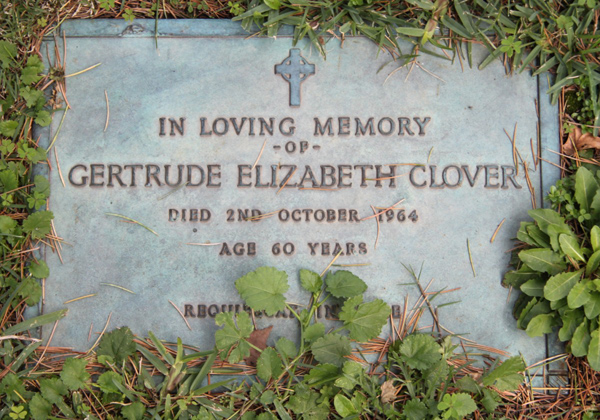 IN LOVING MEMORY
-OF-
GERTRUDE ELIZABETH CLOVER
DIED 2ND OCTOBER 1964
AGE 60 YEARS